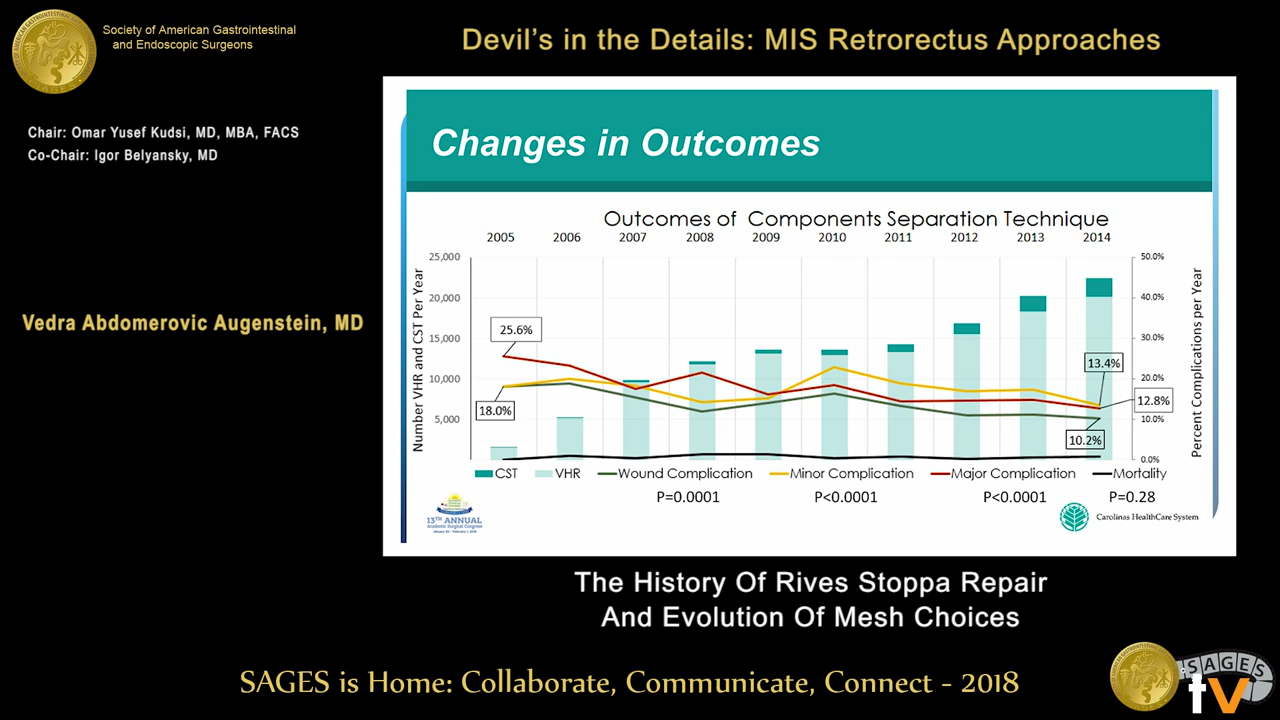 Society of American Gastrointestinal
and Endoscopic Surgeons
Devil's in the Details: MIS Retrorectus Approaches
Chair: Omar Yusef Kudsi, MD, MBA, FACS
Co-Chair: Igor Belyansky, MD
Vedra Abdomerovic Augenstein, MD
Changes in Outcomes
Outcomes of Components Separation Technique
2005 2006 2007 2008 2009 2010 2011 2012 2013 2014
Number VHR and CST Per Year
25,000
20,000
15,000
10,000
5,000
25.6%
18.0%
13.4%
12.8%
10.2%
50.0%
40.0%
30.0%
20.0%
10.0%
0.0%
Percent Complications per Year
CST VHR Wound Complication Minor Complication Major Complication Mortality
P=0.0001 P<0.0001 P<0.0001 P=0.28
13TH ANNUAL
Academic Surgical Congress
Carolinas HealthCare System
The History Of Rives Stoppa Repair
And Evolution Of Mesh Choices
SAGES is Home: Collaborate, Communicate, Connect - 2018
SAGES
tv